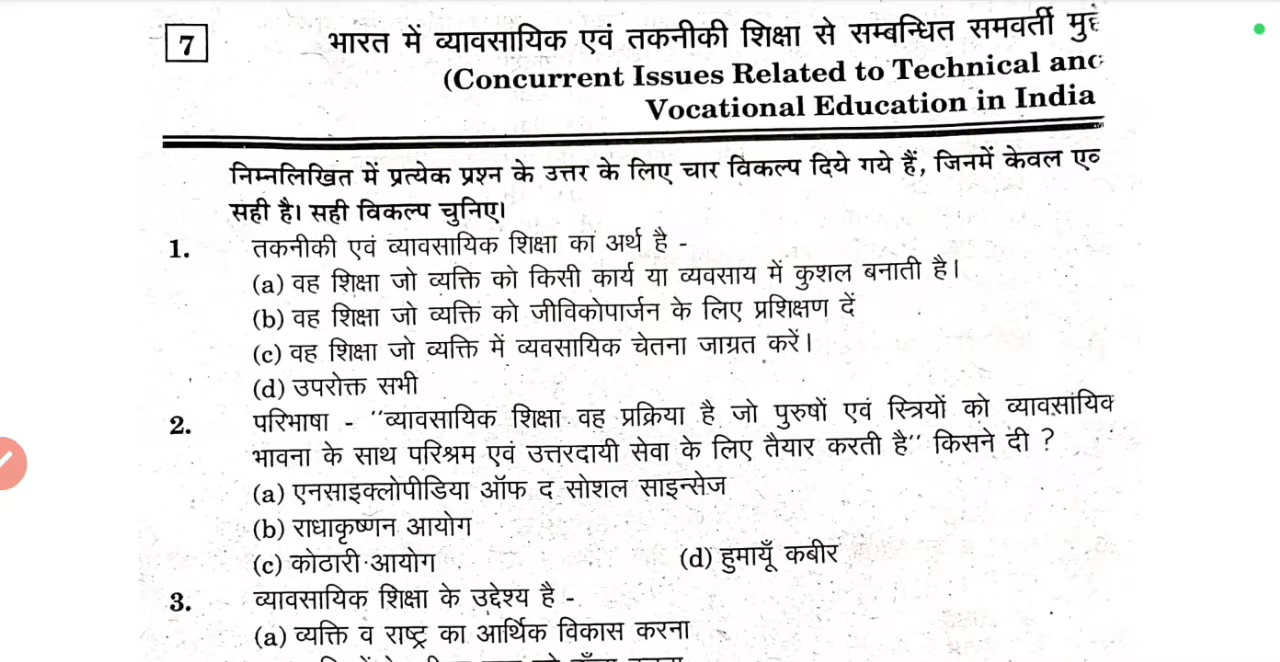 7
भारत में व्यावसायिक एवं तकनीकी शिक्षा से सम्बन्धित समवर्ती
(Concurrent Issues Related to Technical and
Vocational Education in India
निम्नलिखित में प्रत्येक प्रश्न के उत्तर के लिए चार विकल्प दिये गये हैं, जिनमें केवल
सही है। सही विकल्प चुनिए।
1. तकनीकी एवं व्यावसायिक शिक्षा का अर्थ है -
(a) वह शिक्षा जो व्यक्ति को किसी कार्य या व्यवसाय में कुशल बनाती है।
(b) वह शिक्षा जो व्यक्ति को जीविकोपार्जन के लिए प्रशिक्षण दें
(c) वह शिक्षा जो व्यक्ति में व्यवसायिक चेतना जाग्रत करें।
(d) उपरोक्त सभी
2. परिभाषा - ''व्यावसायिक शिक्षा वह प्रक्रिया है जो पुरुषों एवं स्त्रियों को व्यावसायिक
भावना के साथ परिश्रम एवं उत्तरदायी सेवा के लिए तैयार करती है'' किसने दी ?
(a) एनसाइक्लोपीडिया ऑफ द सोशल साइन्सेज
(b) राधाकृष्णन आयोग
(c) कोठारी आयोग (d) हुमायूँ कबीर
3. व्यावसायिक शिक्षा के उद्देश्य है -
(a) व्यक्ति व राष्ट्र का आर्थिक विकास करना